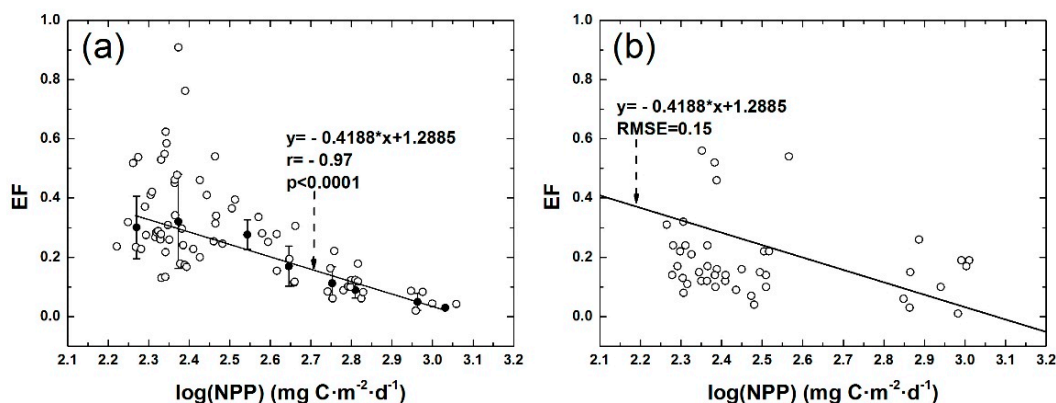 (a)
1.0
0.8
0.6
0.4
0.2
0.0
EF
y= - 0.4188*x+1.2885
r= - 0.97
p<0.0001
2.1 2.2 2.3 2.4 2.5 2.6 2.7 2.8 2.9 3.0 3.1 3.2
log(NPP) (mg C·m⁻²·d⁻¹)
(b)
1.0
0.8
0.6
0.4
0.2
0.0
EF
y= - 0.4188*x+1.2885
RMSE=0.15
2.1 2.2 2.3 2.4 2.5 2.6 2.7 2.8 2.9 3.0 3.1 3.2
log(NPP) (mg C·m⁻²·d⁻¹)